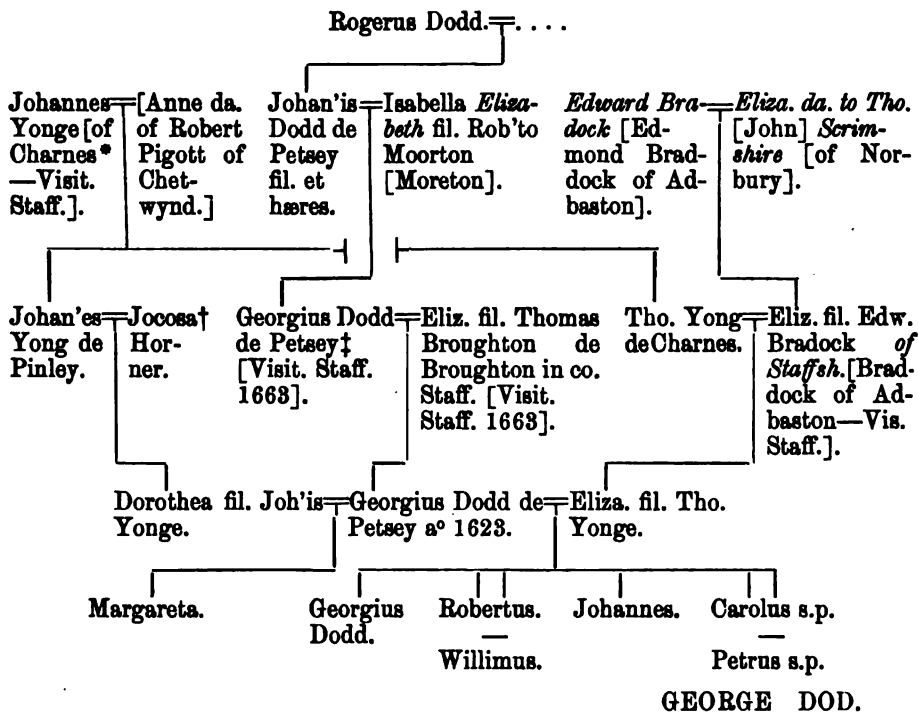 Rogerus Dodd.=. . . .
Johannes=[Anne da.
Yonge [of of Robert
Charnes* Pigott of
—Visit. Chet-
Staff.]. wynd.]
Johan'is=Isabella Eliza-
Dodd de beth fil. Rob'to
Petsey Moorton
fil. et [Moreton].
hæres.
Edward Bra-=Eliza. da. to Tho.
dock [Ed- [John] Scrim-
mond Brad- shire [of Nor-
dock of Ad- bury].
baston].
Johan'es=Jocosa†
Yong de Hor-
Pinley. ner.
Georgius Dodd=Eliz. fil. Thomas
de Petsey‡ Broughton de
[Visit. Staff. Broughton in co.
1663]. Staff. [Visit.
Staff. 1663].
Tho. Yong=Eliz. fil. Edw.
de Charnes. Bradock of
Staffsh. [Brad-
dock of Ad-
baston—Vis.
Staff.].
Dorothea fil. Joh'is=Georgius Dodd de=Eliza. fil. Tho.
Yonge. Petsey aº 1623. Yonge.
Margareta. Georgius Robertus. Johannes. Carolus s.p.
Dodd. — —
Willimus. Petrus s.p.
GEORGE DOD.